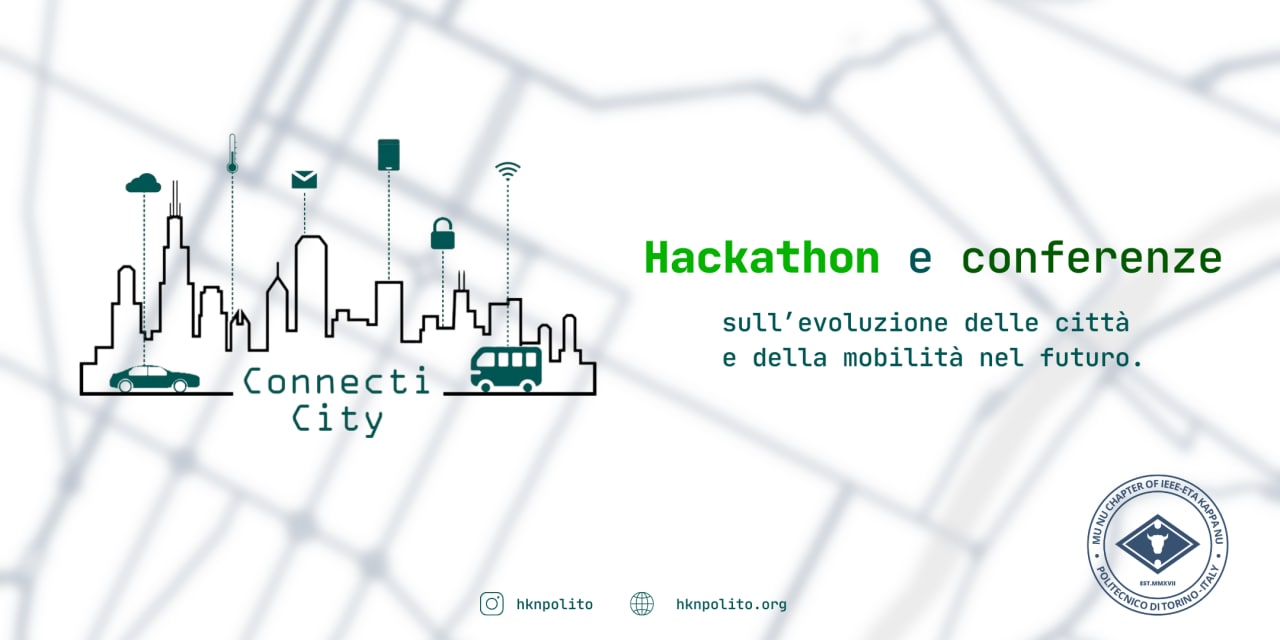 Connecti
City
Hackathon e conferenze
sull’evoluzione delle città
e della mobilità nel futuro.
hknpolito
hknpolito.org
MU NU CHAPTER OF IEEE-ETA KAPPA NU
EST.MMXVII
POLITECNICO DI TORINO - ITALY